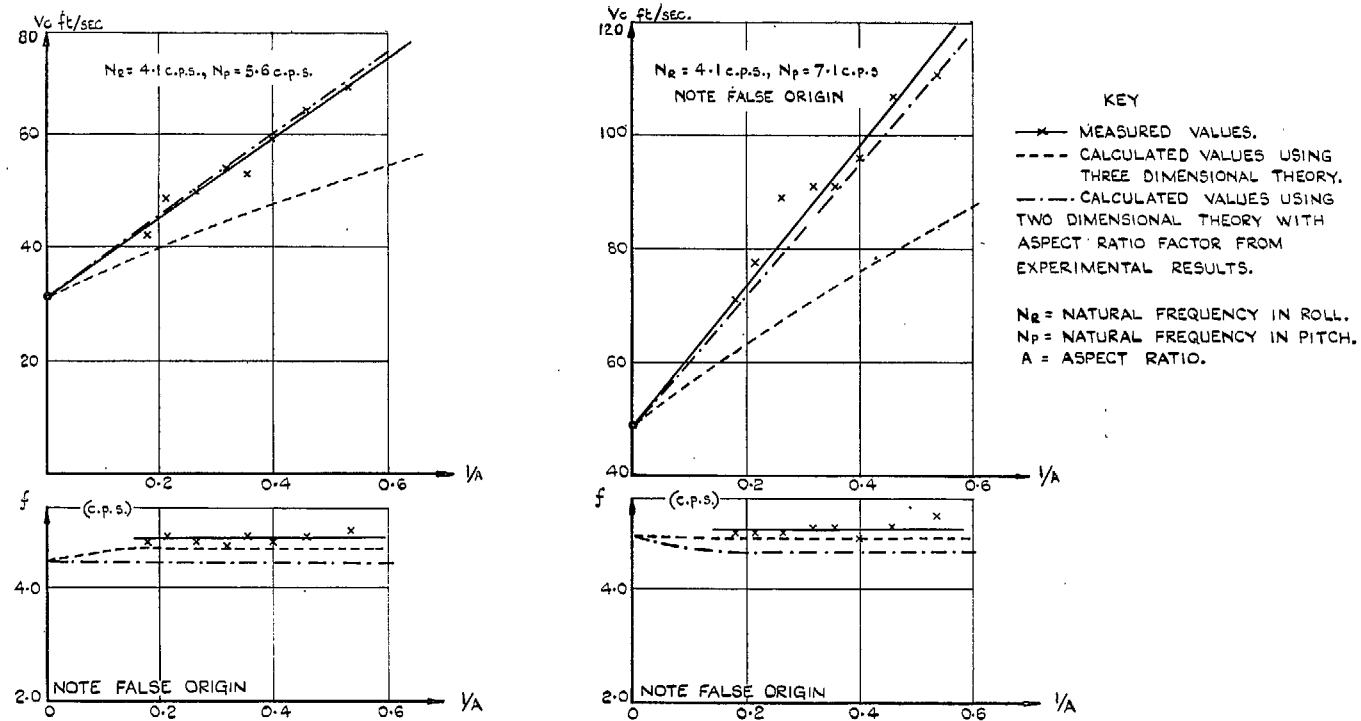 Vc ft/sec
80
60
40
20
N_R = 4·1 c.p.s., N_P = 5·6 c.p.s.
0.2
0.4
0.6
1/A
f
(c.p.s.)
4.0
2.0
NOTE FALSE ORIGIN
0
0.2
0.4
0.6
1/A
Vc ft/sec.
120
100
80
60
40
N_R = 4·1 c.p.s., N_P = 7·1 c.p.s
NOTE FALSE ORIGIN
0.2
0.4
0.6
1/A
f
(c.p.s.)
4.0
2.0
NOTE FALSE ORIGIN
0
0.2
0.4
0.6
1/A
KEY
MEASURED VALUES.
CALCULATED VALUES USING
THREE DIMENSIONAL THEORY.
CALCULATED VALUES USING
TWO DIMENSIONAL THEORY WITH
ASPECT RATIO FACTOR FROM
EXPERIMENTAL RESULTS.
N_R = NATURAL FREQUENCY IN ROLL.
N_P = NATURAL FREQUENCY IN PITCH.
A = ASPECT RATIO.